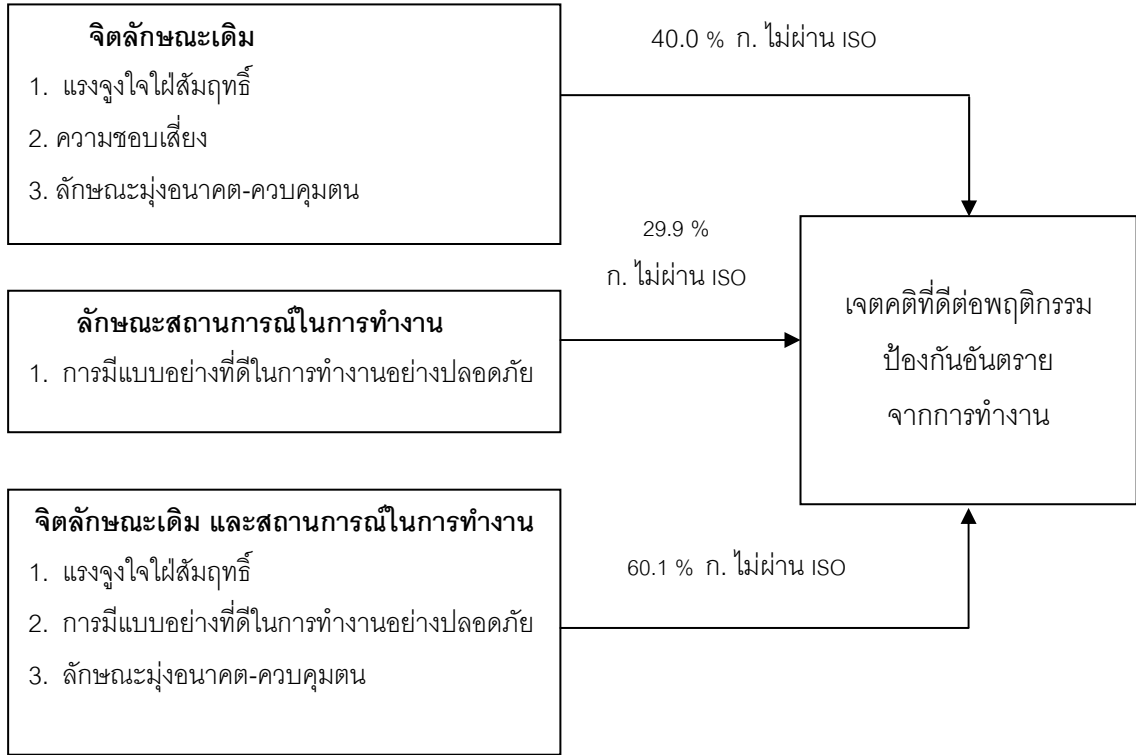 จิตลักษณะเดิม
1. แรงจูงใจใฝ่สัมฤทธิ์
2. ความชอบเสี่ยง
3. ลักษณะมุ่งอนาคต-ควบคุมตน
40.0 % ก. ไม่ผ่าน ISO
29.9 %
ก. ไม่ผ่าน ISO
ลักษณะสถานการณ์ในการทำงาน
1. การมีแบบอย่างที่ดีในการทำงานอย่างปลอดภัย
เจตคติที่ดีต่อพฤติกรรม
ป้องกันอันตราย
จากการทำงาน
จิตลักษณะเดิม และสถานการณ์ในการทำงาน
1. แรงจูงใจใฝ่สัมฤทธิ์
2. การมีแบบอย่างที่ดีในการทำงานอย่างปลอดภัย
3. ลักษณะมุ่งอนาคต-ควบคุมตน
60.1 % ก. ไม่ผ่าน ISO